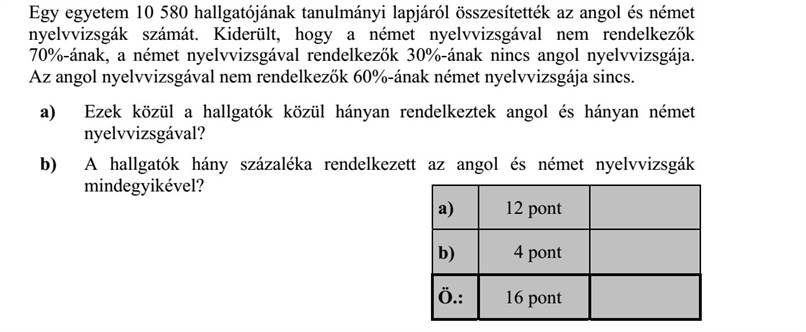 Egy egyetem 10 580 hallgatójának tanulmányi lapjáról összesítették az angol és német
nyelvvizsgák számát. Kiderült, hogy a német nyelvvizsgával nem rendelkezők
70%-ának, a német nyelvvizsgával rendelkezők 30%-ának nincs angol nyelvvizsgája.
Az angol nyelvvizsgával nem rendelkezők 60%-ának német nyelvvizsgája sincs.
a) Ezek közül a hallgatók közül hányan rendelkeztek angol és hányan német
nyelvvizsgával?
b) A hallgatók hány százaléka rendelkezett az angol és német nyelvvizsgák
mindegyikével?
a) 12 pont
b) 4 pont
Ö.: 16 pont